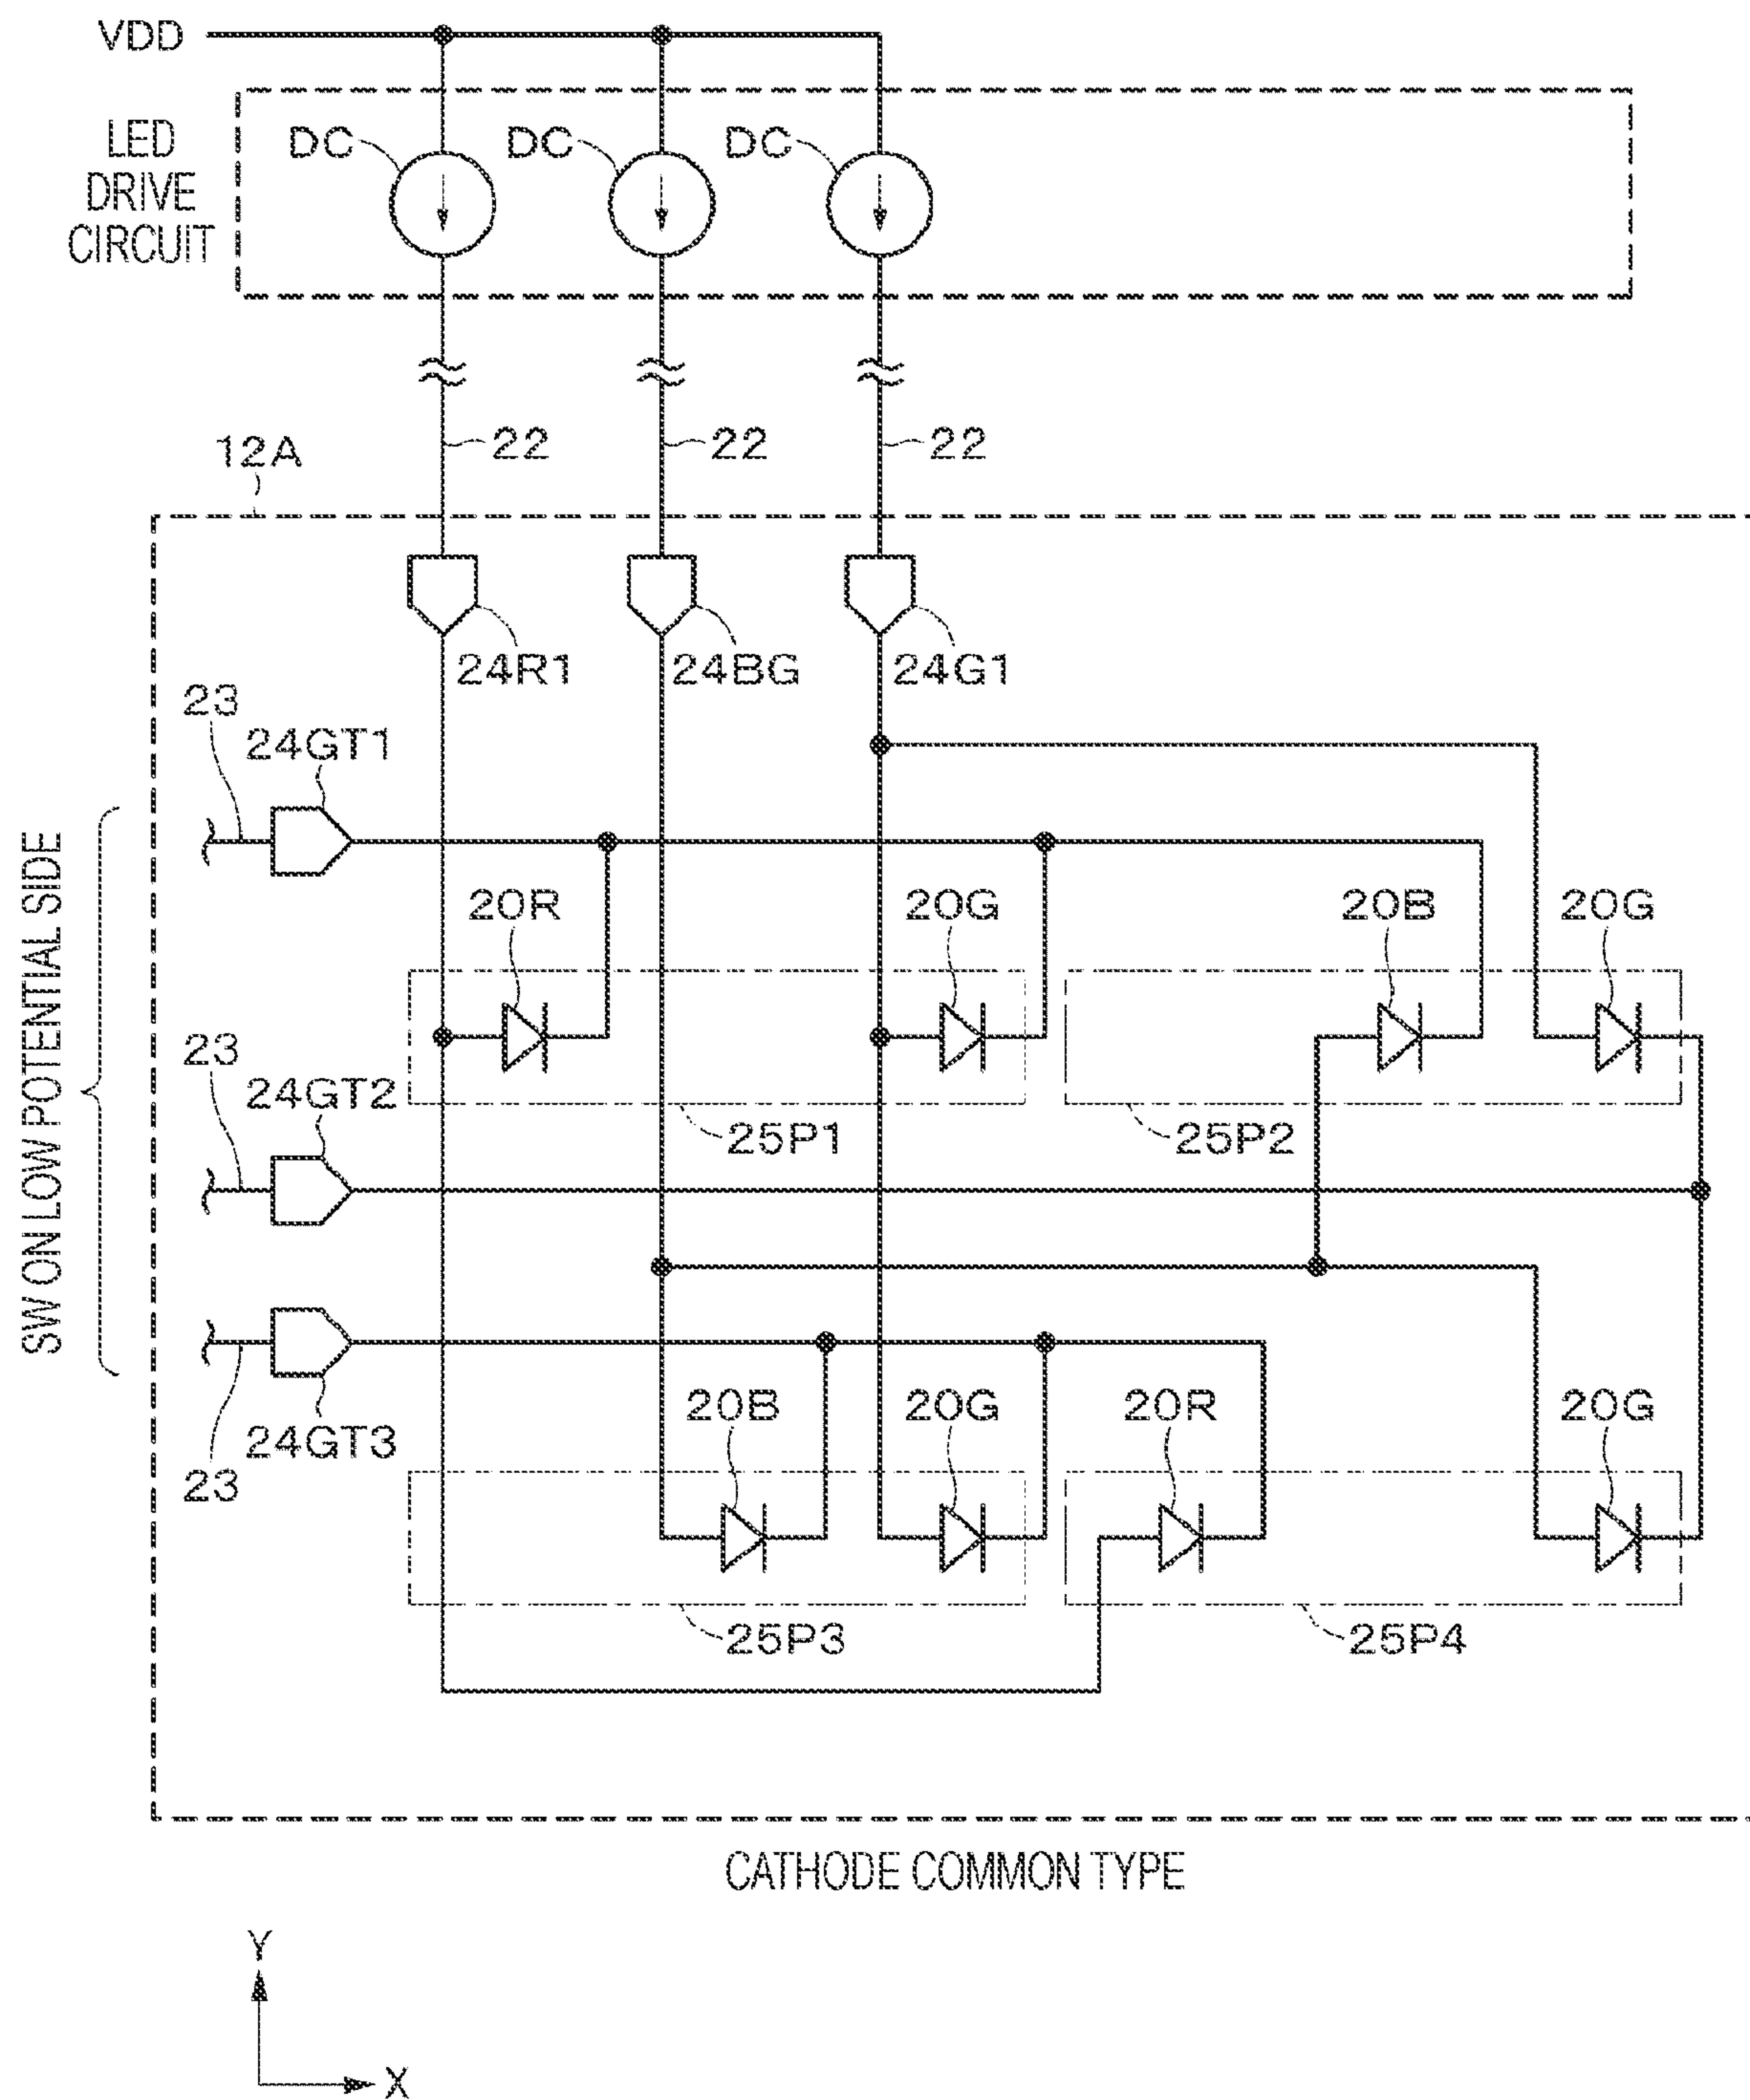 VDD
LED
DRIVE
CIRCUIT
DC
DC
DC
12A
22
22
22
24R1
24BG
24G1
23
24GT1
SW ON LOW POTENTIAL SIDE
20R
20G
20B
20G
23
24GT2
25P1
25P2
20B
20G
20R
20G
24GT3
23
25P3
25P4
CATHODE COMMON TYPE
Y
X